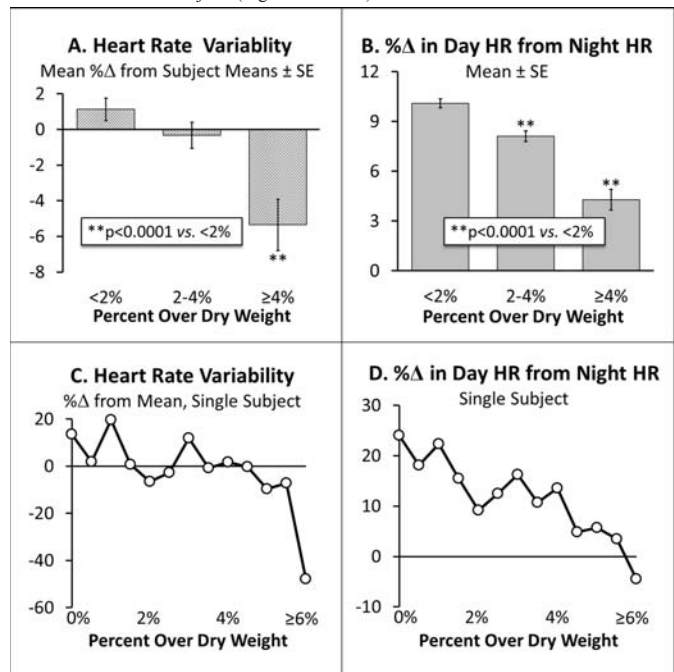 A. Heart Rate Variablity
Mean %Δ from Subject Means ± SE
2
0
-2
-4
-6
-8
**p<0.0001 vs. <2%
**
<2% 2-4% ≥4%
Percent Over Dry Weight
B. %Δ in Day HR from Night HR
Mean ± SE
12
9
6
3
0
**
**
**p<0.0001 vs. <2%
<2% 2-4% ≥4%
Percent Over Dry Weight
C. Heart Rate Variability
%Δ from Mean, Single Subject
20
0
-20
-40
-60
0% 2% 4% ≥6%
Percent Over Dry Weight
D. %Δ in Day HR from Night HR
Single Subject
30
20
10
0
-10
0% 2% 4% ≥6%
Percent Over Dry Weight